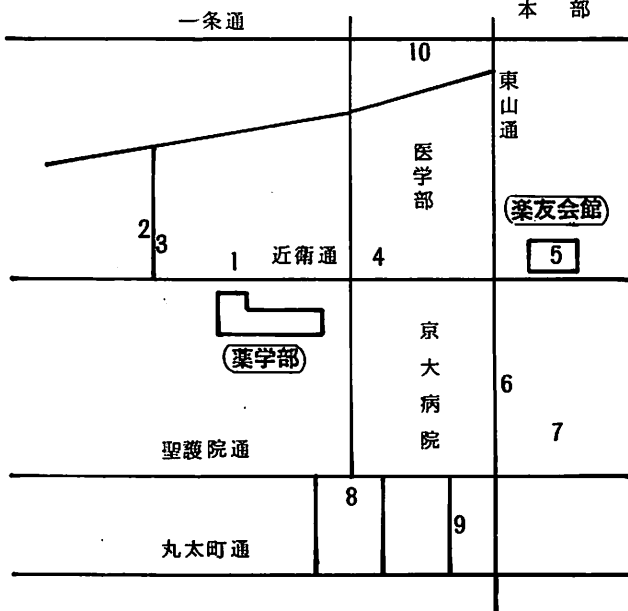 一条通
本部
10
東山通
医学部
楽友会館
2
3
1
近衛通
4
5
薬学部
京大病院
6
7
聖護院通
8
9
丸太町通